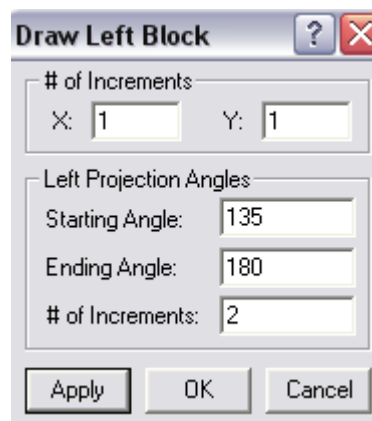 Draw Left Block ?
# of Increments
X: 1 Y: 1
Left Projection Angles
Starting Angle: 135
Ending Angle: 180
# of Increments: 2
Apply OK Cancel